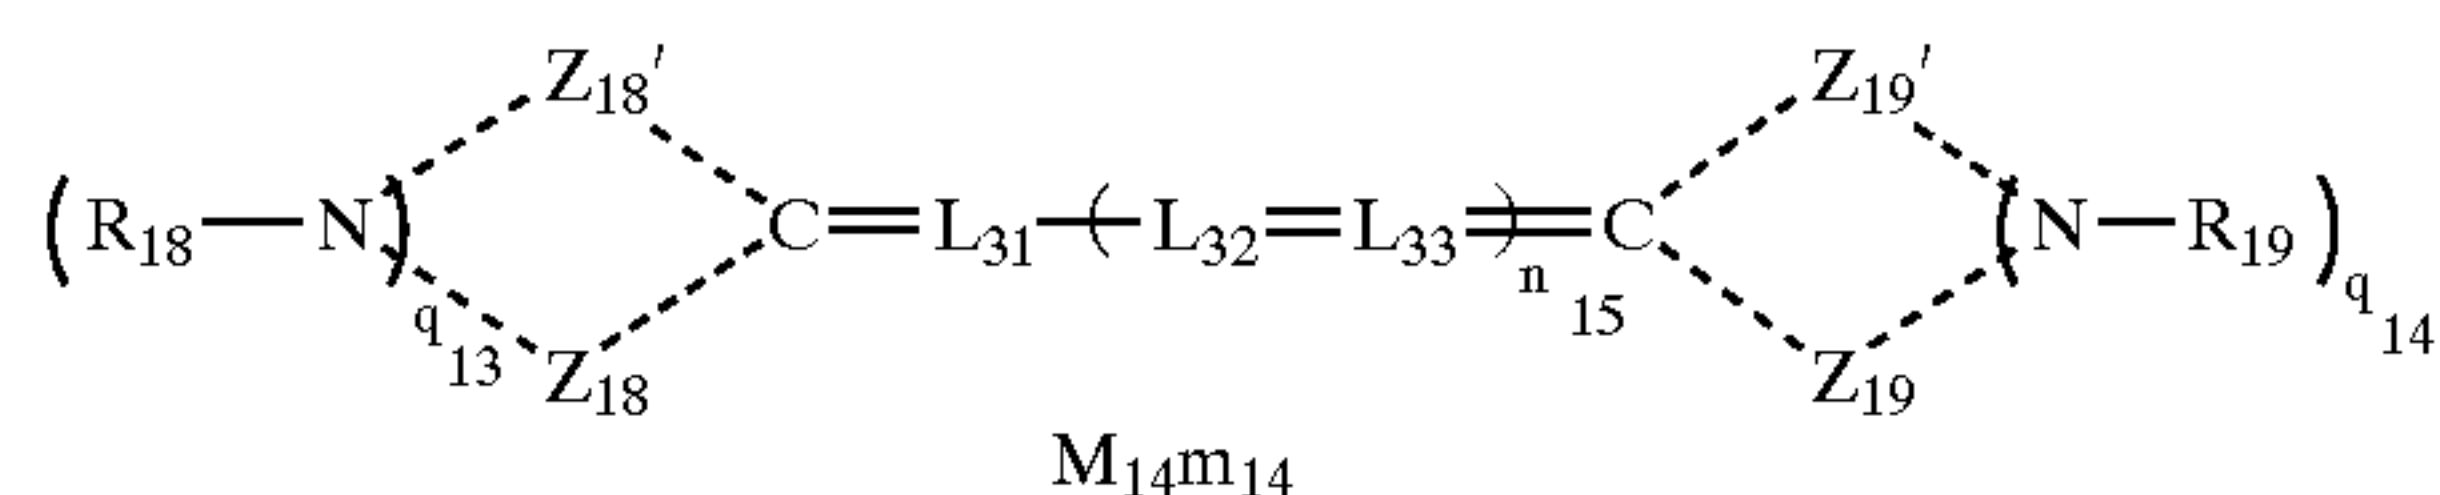 Z18' Z19'
(R18—N)q13 C=L31—(L32=L33)n15=C (N—R19)q14
Z18 Z19
M14m14